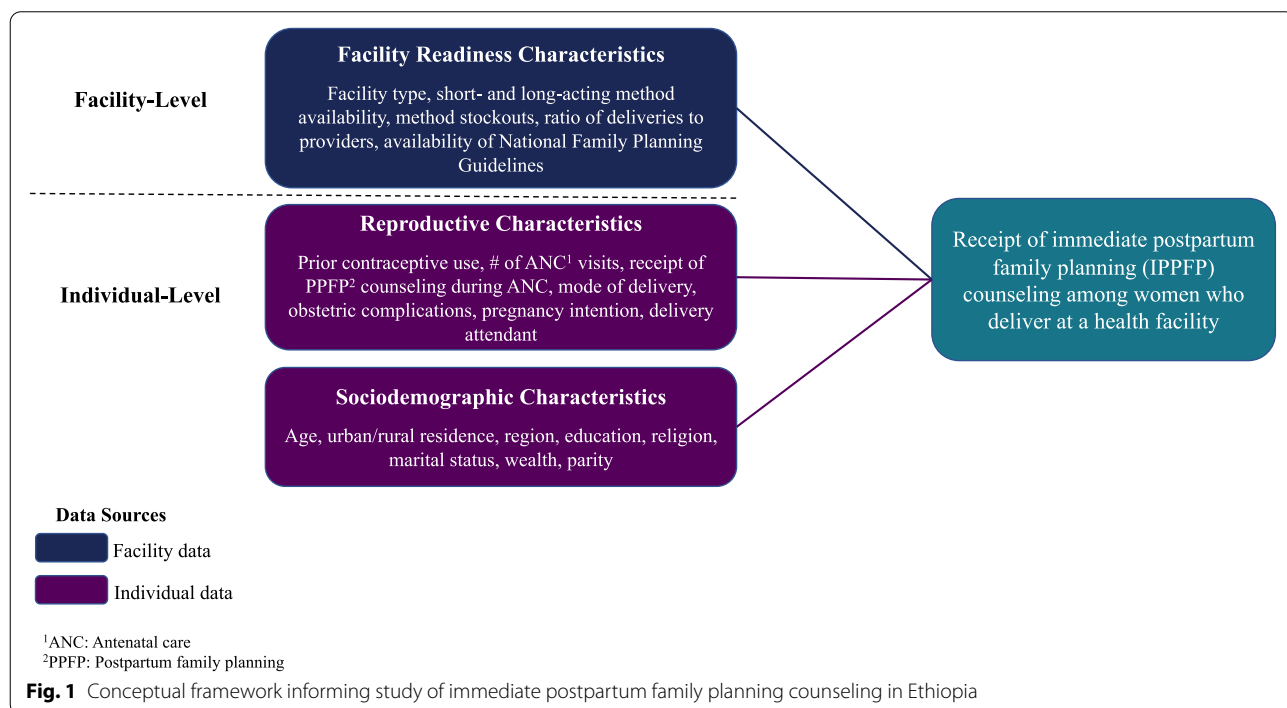 Facility-Level
Facility Readiness Characteristics
Facility type, short- and long-acting method
availability, method stockouts, ratio of deliveries to
providers, availability of National Family Planning
Guidelines
Individual-Level
Reproductive Characteristics
Prior contraceptive use, # of ANC¹ visits, receipt of
PPFP² counseling during ANC, mode of delivery,
obstetric complications, pregnancy intention, delivery
attendant
Sociodemographic Characteristics
Age, urban/rural residence, region, education, religion,
marital status, wealth, parity
Receipt of immediate postpartum
family planning (IPPFP)
counseling among women who
deliver at a health facility
Data Sources
Facility data
Individual data
¹ANC: Antenatal care
²PPFP: Postpartum family planning
Fig. 1 Conceptual framework informing study of immediate postpartum family planning counseling in Ethiopia